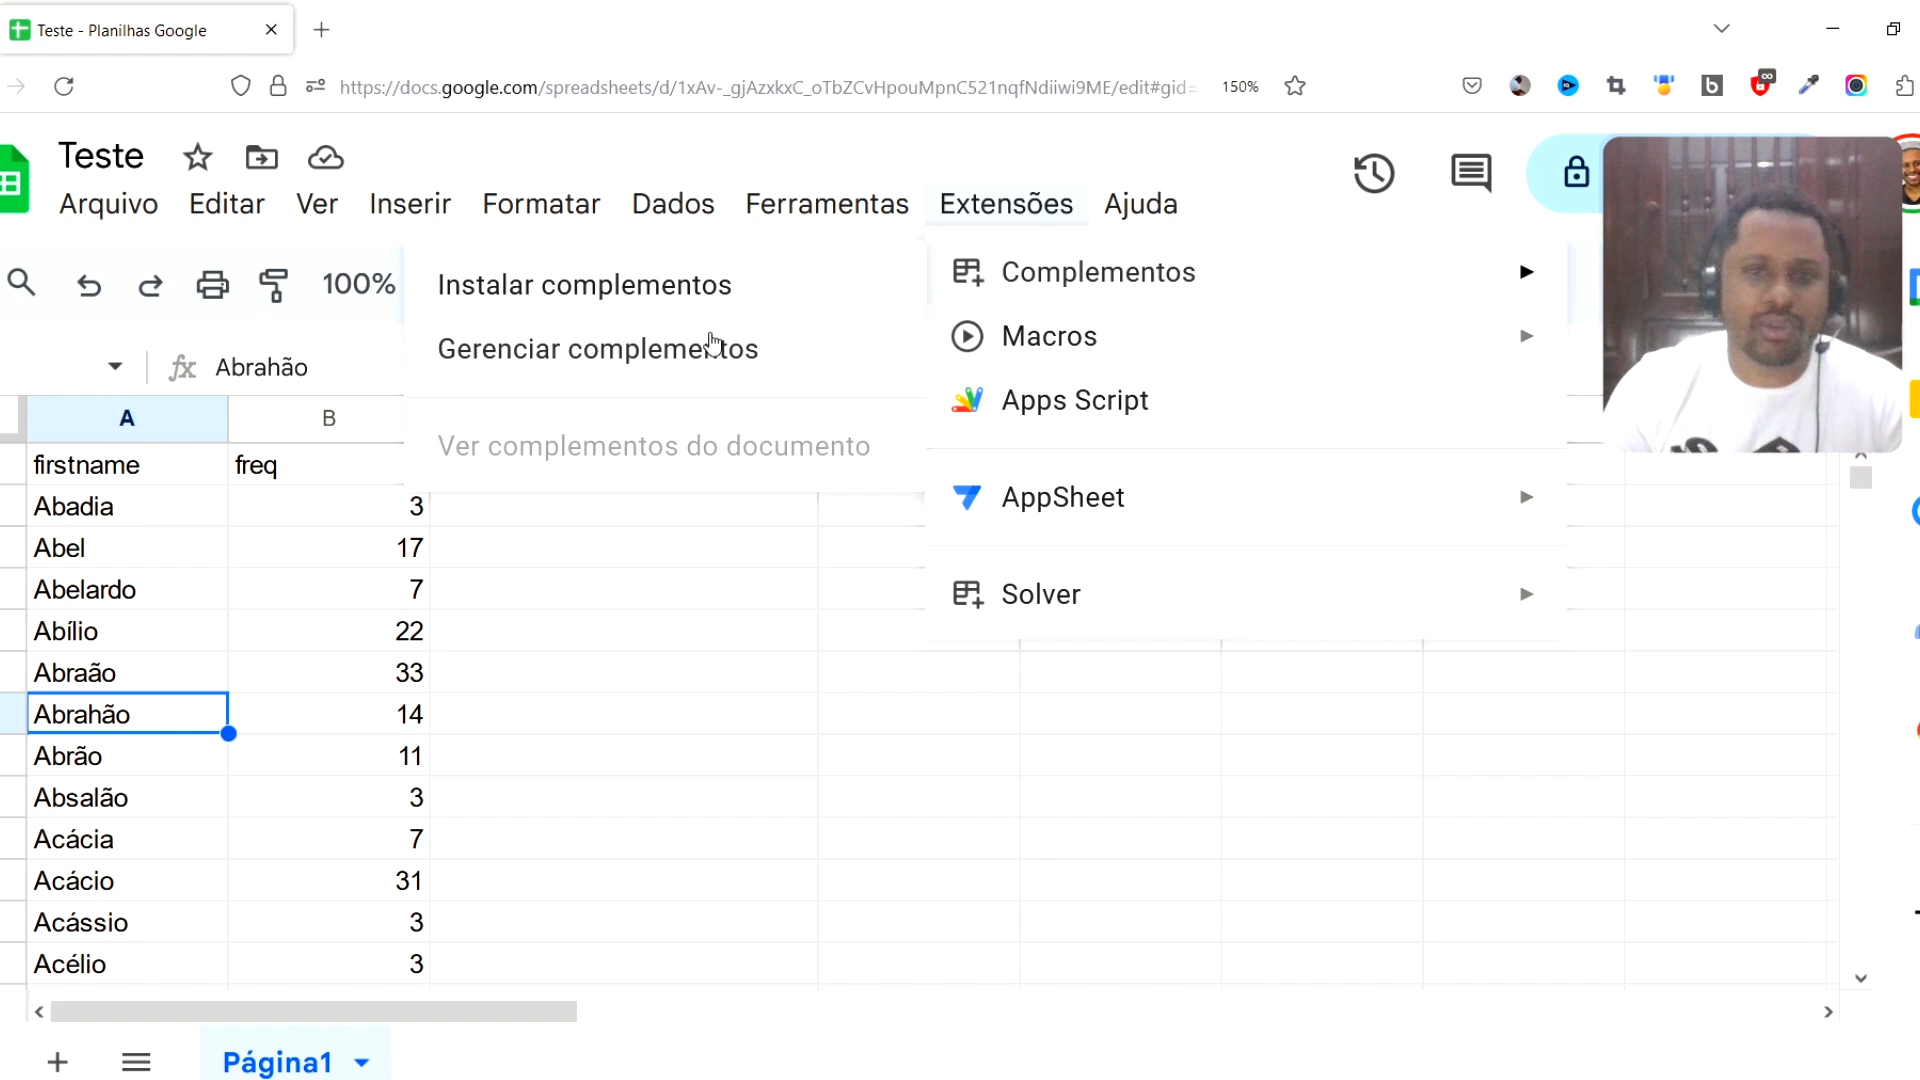 Teste - Planilhas Google
https://docs.google.com/spreadsheets/d/1xAv-_gjAzxkxC_oTbZCvHpouMpnC521nqfNdiiwi9ME/edit#gid=
150%
Teste
Arquivo Editar Ver Inserir Formatar Dados Ferramentas Extensões Ajuda
100%
Instalar complementos
Gerenciar complementos
Ver complementos do documento
Complementos
Macros
Apps Script
AppSheet
Solver
fx Abrahão
A B
firstname freq
Abadia 3
Abel 17
Abelardo 7
Abílio 22
Abraão 33
Abrahão 14
Abrão 11
Absalão 3
Acácia 7
Acácio 31
Acássio 3
Acélio 3
Página1